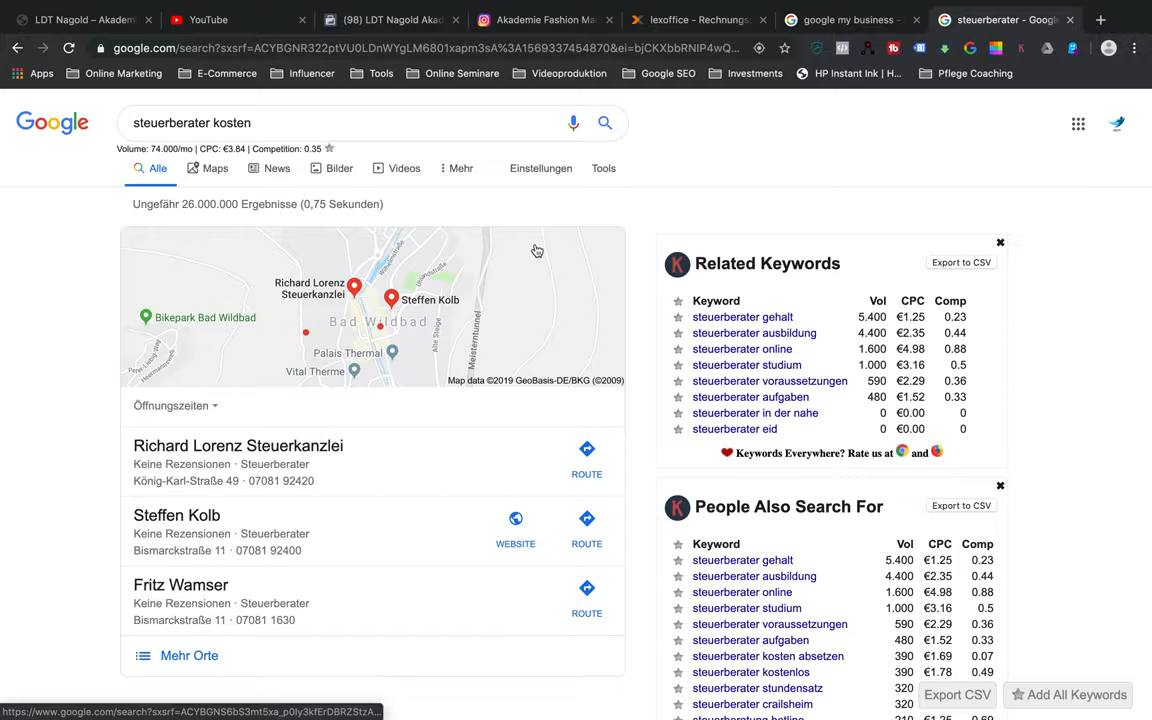 LDT Nagold – Akadem
YouTube
(98) LDT Nagold Akad
Akademie Fashion Ma
lexoffice – Rechnungs
google my business -
steuerberater - Google
google.com/search?sxsrf=ACYBGNR322ptVU0LDnWYgLM6801xapm3sA%3A1569337454870&ei=bjCKXbbRNIP4wQ...
Apps
Online Marketing
E-Commerce
Influencer
Tools
Online Seminare
Videoproduktion
Google SEO
Investments
HP Instant Ink | H...
Pflege Coaching
Google
steuerberater kosten
Volume: 74.000/mo | CPC: €3.84 | Competition: 0.35
Alle
Maps
News
Bilder
Videos
Mehr
Einstellungen
Tools
Ungefähr 26.000.000 Ergebnisse (0,75 Sekunden)
Richard Lorenz
Steuerkanzlei
Steffen Kolb
Bikepark Bad Wildbad
Bad Wildbad
Palais Thermal
Vital Therme
Wilhelmstraße
Uhlandstraße
Alte Steige
Meisterntunnel
Map data ©2019 GeoBasis-DE/BKG (©2009)
Öffnungszeiten
Richard Lorenz Steuerkanzlei
Keine Rezensionen · Steuerberater
König-Karl-Straße 49 · 07081 92420
ROUTE
Steffen Kolb
Keine Rezensionen · Steuerberater
Bismarckstraße 11 · 07081 92400
WEBSITE
ROUTE
Fritz Wamser
Keine Rezensionen · Steuerberater
Bismarckstraße 11 · 07081 1630
ROUTE
Mehr Orte
Related Keywords
Export to CSV
Keyword Vol CPC Comp
steuerberater gehalt 5.400 €1.25 0.23
steuerberater ausbildung 4.400 €2.35 0.44
steuerberater online 1.600 €4.98 0.88
steuerberater studium 1.000 €3.16 0.5
steuerberater voraussetzungen 590 €2.29 0.36
steuerberater aufgaben 480 €1.52 0.33
steuerberater in der nahe 0 €0.00 0
steuerberater eid 0 €0.00 0
Keywords Everywhere? Rate us at and
People Also Search For
Export to CSV
Keyword Vol CPC Comp
steuerberater gehalt 5.400 €1.25 0.23
steuerberater ausbildung 4.400 €2.35 0.44
steuerberater online 1.600 €4.98 0.88
steuerberater studium 1.000 €3.16 0.5
steuerberater voraussetzungen 590 €2.29 0.36
steuerberater aufgaben 480 €1.52 0.33
steuerberater kosten absetzen 390 €1.69 0.07
steuerberater kostenlos 390 €1.78 0.49
steuerberater stundensatz 320
steuerberater crailsheim 320
Export CSV
Add All Keywords
https://www.google.com/search?sxsrf=ACYBGNS6bS3mt5xa_p0Iy3kfErDBRZStzA...